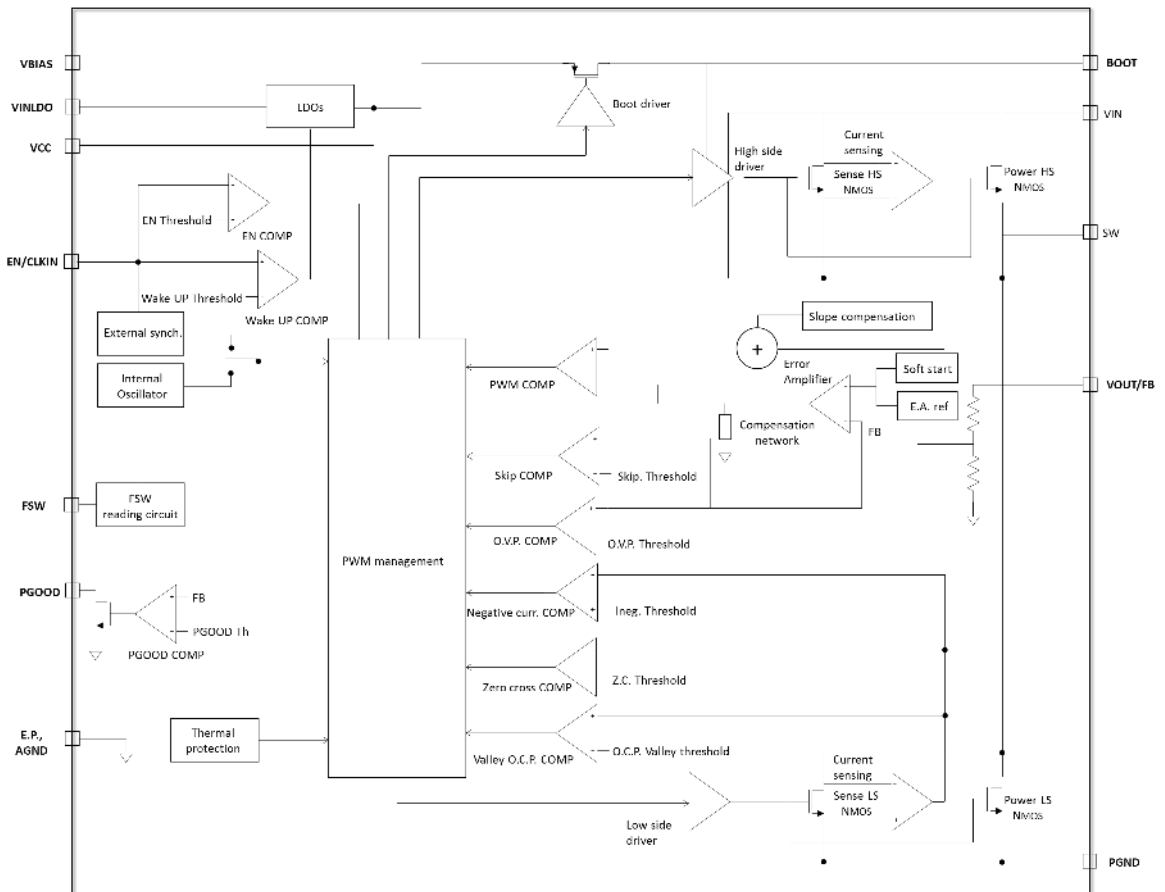 VBIAS
BOOT
VINLDO
LDOs
Boot driver
VIN
VCC
High side
driver
Current
sensing
Sense HS
NMOS
Power HS
NMOS
EN Threshold
EN COMP
SW
EN/CLKIN
Wake UP Threshold
Wake UP COMP
External synch.
Slope compensation
+
Internal
Oscillator
PWM COMP
Error
Amplifier
Soft start
E.A. ref
VOUT/FB
Compensation
network
FB
Skip COMP
Skip. Threshold
FSW
FSW
reading circuit
O.V.P. COMP
O.V.P. Threshold
PWM management
PGOOD
FB
PGOOD Th
PGOOD COMP
Negative curr. COMP
Ineg. Threshold
Zero cross COMP
Z.C. Threshold
E.P.,
AGND
Thermal
protection
Valley O.C.P. COMP
O.C.P. Valley threshold
Low side
driver
Current
sensing
Sense LS
NMOS
Power LS
NMOS
PGND